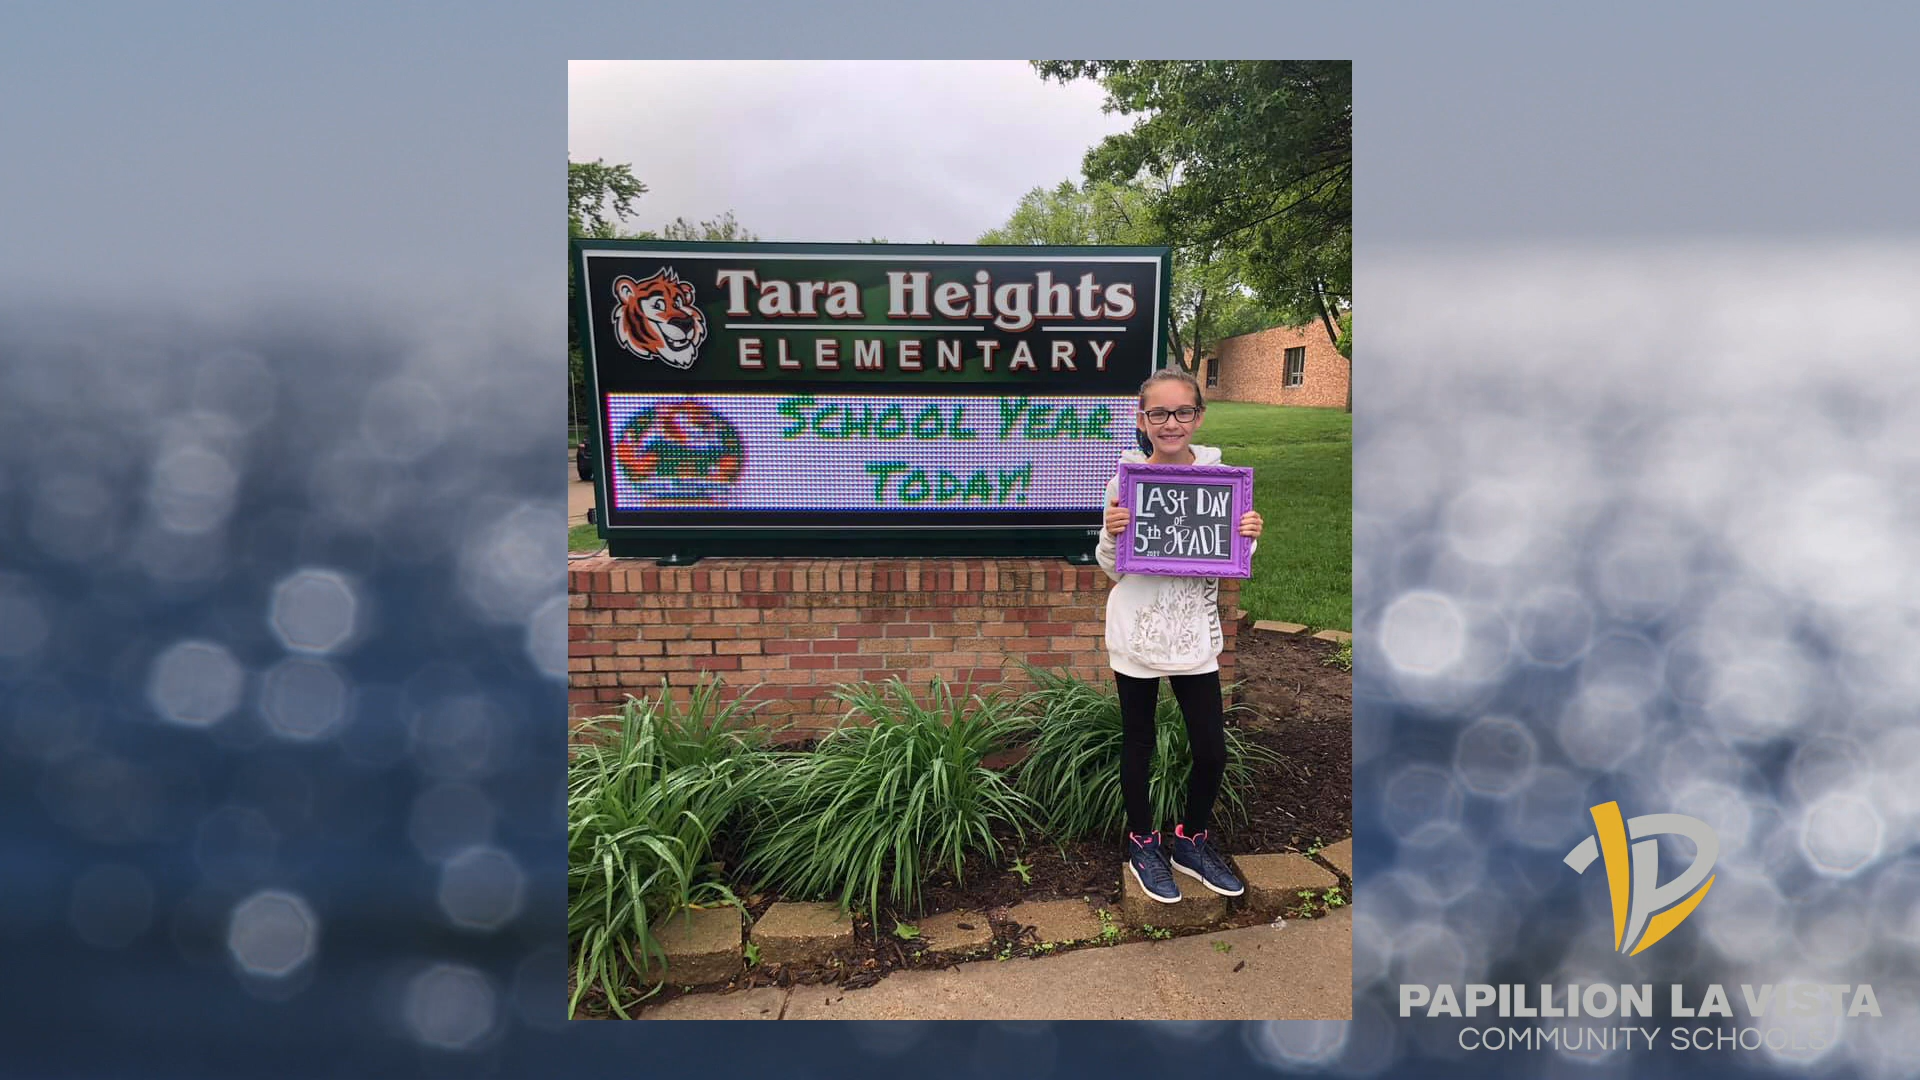 Tara Heights
ELEMENTARY
SCHOOL YEAR
TODAY!
LAST DAY
OF
5th GRADE
PAPILLION LA VISTA
COMMUNITY SCHOOLS